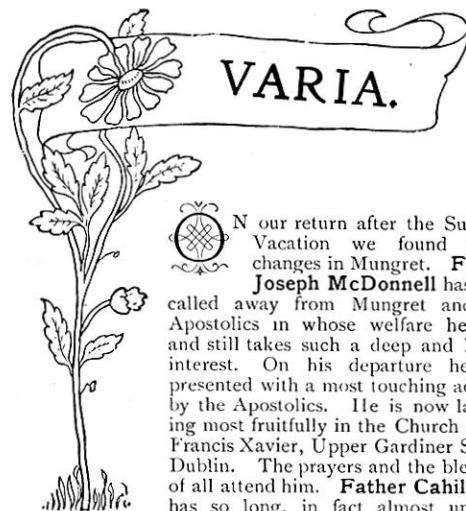 VARIA.
ON our return after the Su
Vacation we found
changes in Mungret. F
Joseph McDonnell has
called away from Mungret and
Apostolics in whose welfare he
and still takes such a deep and
interest. On his departure he
presented with a most touching ad
by the Apostolics. He is now la
ing most fruitfully in the Church
Francis Xavier, Upper Gardiner S
Dublin. The prayers and the ble
of all attend him. Father Cahil
has so long, in fact almost un